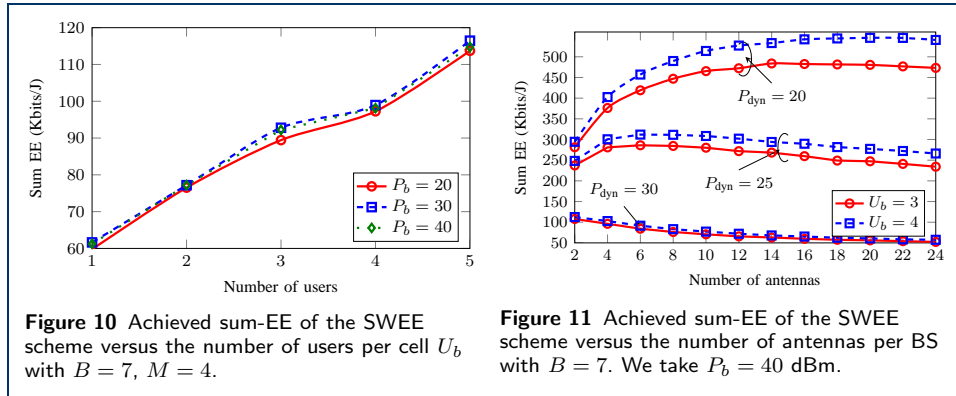 120
110
100
90
80
70
60
1 2 3 4 5
Sum EE (Kbits/J)
Number of users
P_b = 20
P_b = 30
P_b = 40
Figure 10 Achieved sum-EE of the SWEE
scheme versus the number of users per cell U_b
with B = 7, M = 4.
500
450
400
350
300
250
200
150
100
50
2 4 6 8 10 12 14 16 18 20 22 24
Sum EE (Kbits/J)
Number of antennas
P_dyn = 20
P_dyn = 25
P_dyn = 30
U_b = 3
U_b = 4
Figure 11 Achieved sum-EE of the SWEE
scheme versus the number of antennas per BS
with B = 7. We take P_b = 40 dBm.